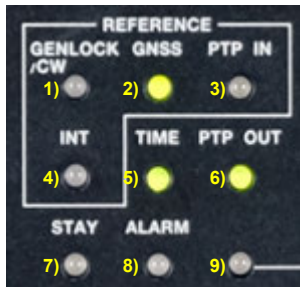 REFERENCE
GENLOCK GNSS PTP IN
/CW
1) 2) 3)
INT TIME PTP OUT
4) 5) 6)
STAY ALARM
7) 8) 9)